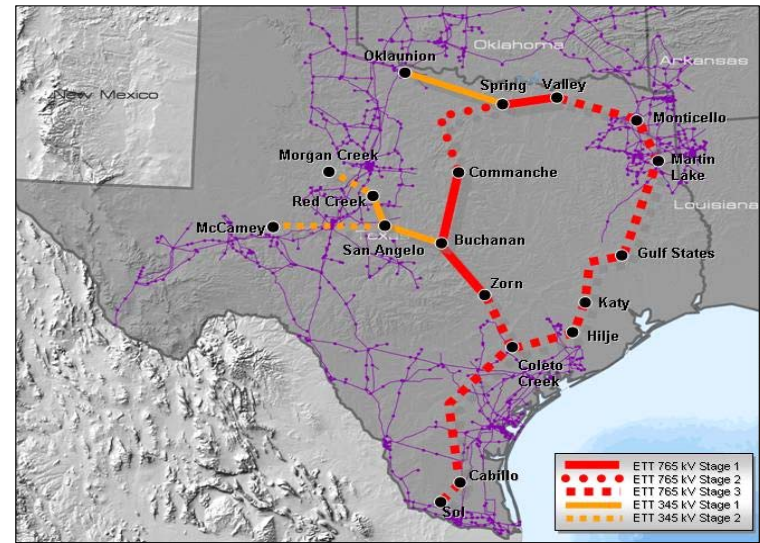 Oklahoma
Oklaunion
Arkansas
Spring
Valley
New Mexico
Monticello
Morgan Creek
Commanche
Martin
Lake
Red Creek
Louisiana
McCamey
Texas
San Angelo
Buchanan
Gulf States
Zorn
Katy
Hilje
Coleto
Creek
Cabillo
Sol
ETT 765 kV Stage 1
ETT 765 kV Stage 2
ETT 765 kV Stage 3
ETT 345 kV Stage 1
ETT 345 kV Stage 2